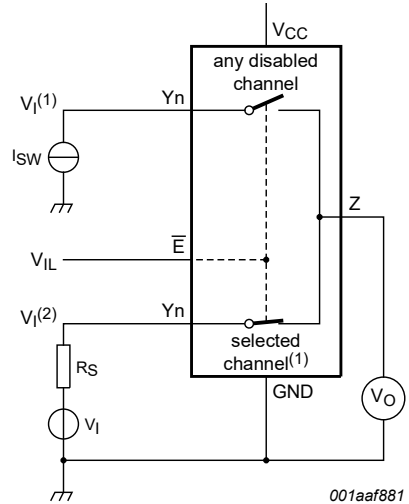 VCC
any disabled
channel
VI(1)
Yn
ISW
Z
E
VIL
VI(2)
Yn
selected
channel(1)
RS
GND
VO
VI
001aaf881